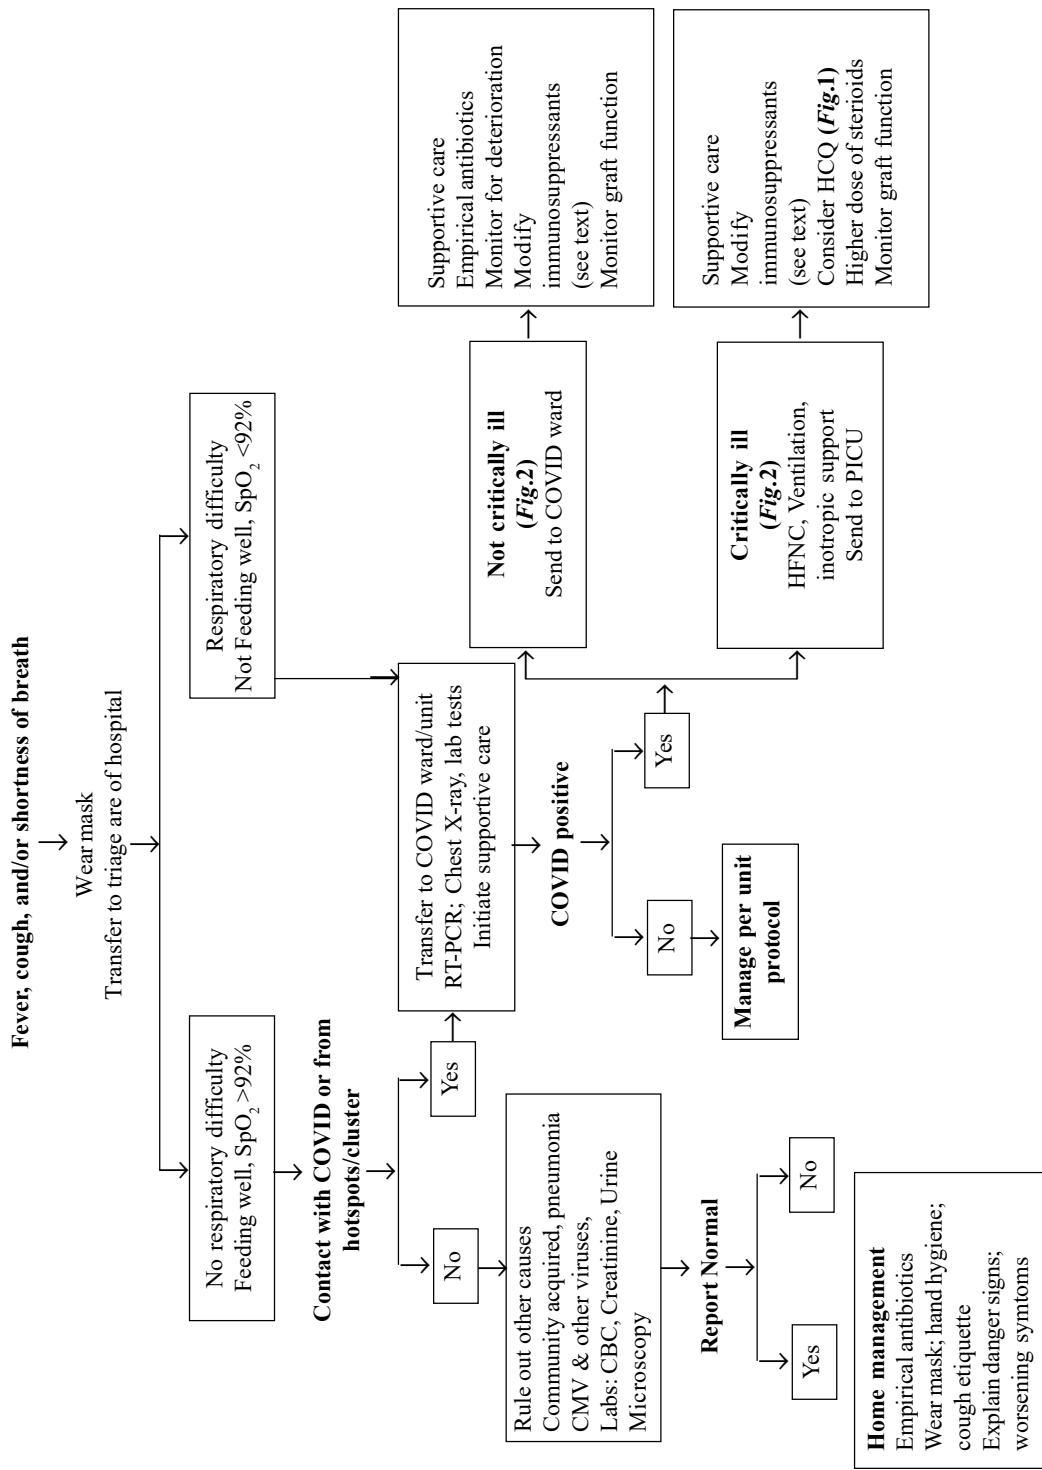 Fever, cough, and/or shortness of breath
Wear mask
Transfer to triage are of hospital
No respiratory difficulty
Feeding well, SpO₂ >92%
Respiratory difficulty
Not Feeding well, SpO₂ <92%
Contact with COVID or from
hotspots/cluster
No
Yes
Rule out other causes
Community acquired, pneumonia
CMV & other viruses,
Labs: CBC, Creatinine, Urine
Microscopy
Report Normal
Yes
No
Home management
Empirical antibiotics
Wear mask; hand hygiene;
cough etiquette
Explain danger signs;
worsening symtoms
Transfer to COVID ward/unit
RT-PCR; Chest X-ray, lab tests
Initiate supportive care
COVID positive
No
Yes
Manage per unit
protocol
Not critically ill
(Fig.2)
Send to COVID ward
Supportive care
Empirical antibiotics
Monitor for deterioration
Modify
immunosuppressants
(see text)
Monitor graft function
Critically ill
(Fig.2)
HFNC, Ventilation,
inotropic support
Send to PICU
Supportive care
Modify
immunosuppressants
(see text)
Consider HCQ (Fig.1)
Higher dose of sterioids
Monitor graft function